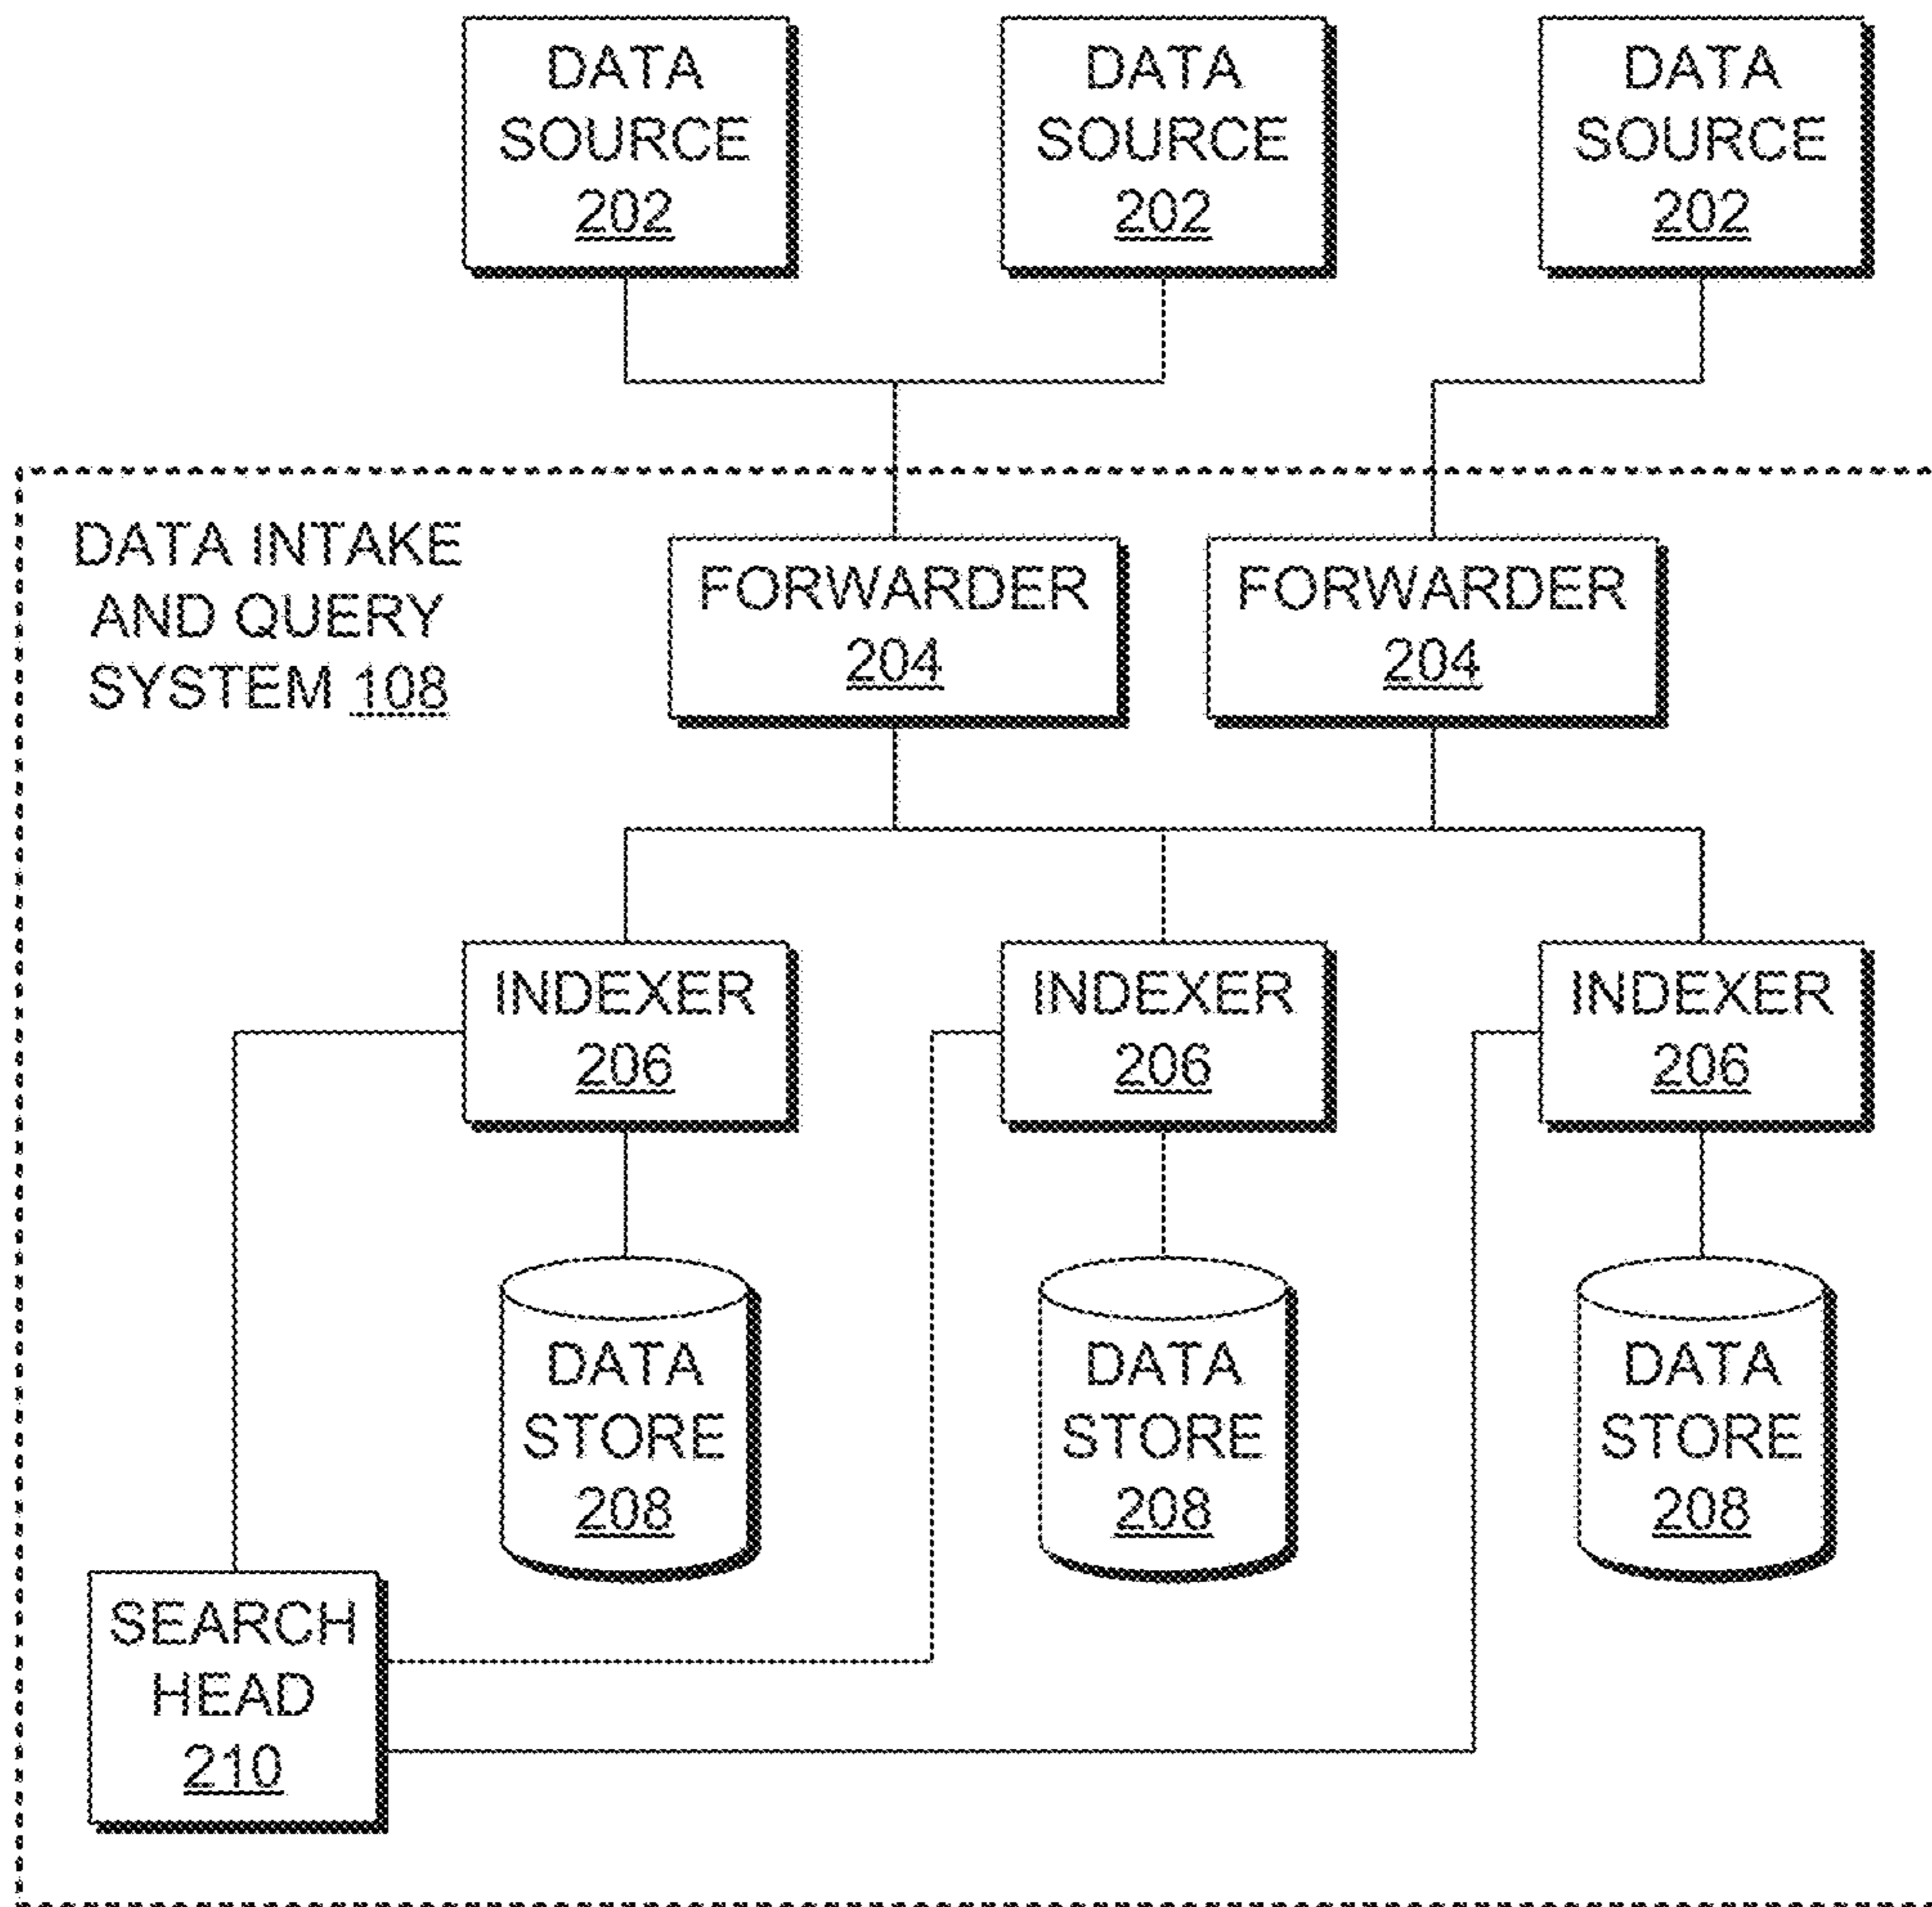 DATA
SOURCE
202
DATA
SOURCE
202
DATA
SOURCE
202
DATA INTAKE
AND QUERY
SYSTEM 108
FORWARDER
204
FORWARDER
204
INDEXER
206
INDEXER
206
INDEXER
206
DATA
STORE
208
DATA
STORE
208
DATA
STORE
208
SEARCH
HEAD
210